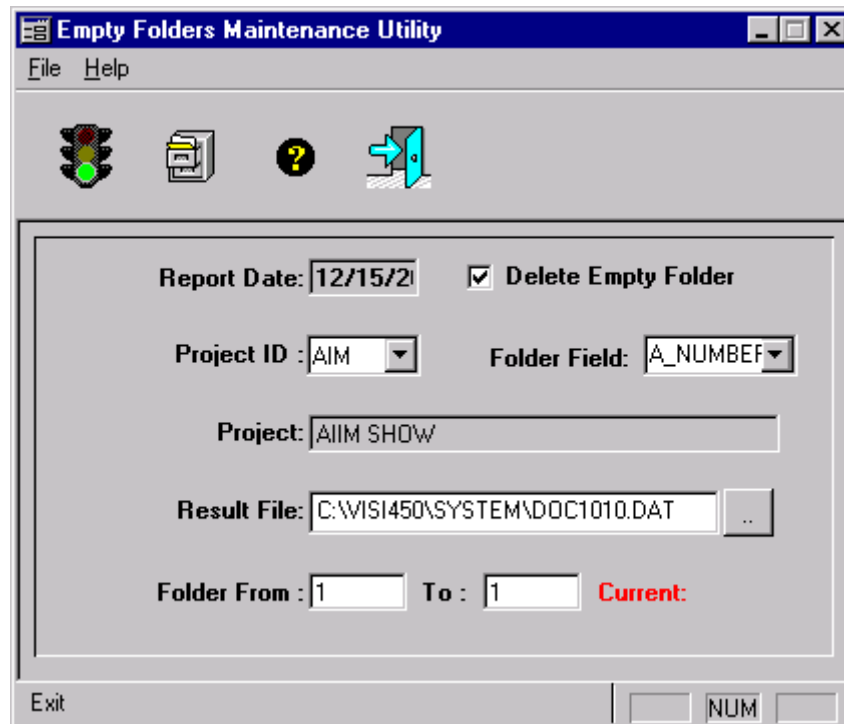 Empty Folders Maintenance Utility
File Help
?
Report Date: 12/15/2 Delete Empty Folder
Project ID : AIM Folder Field: A_NUMBER
Project: AIIM SHOW
Result File: C:\VISI450\SYSTEM\DOC1010.DAT ..
Folder From : 1 To : 1 Current:
Exit NUM